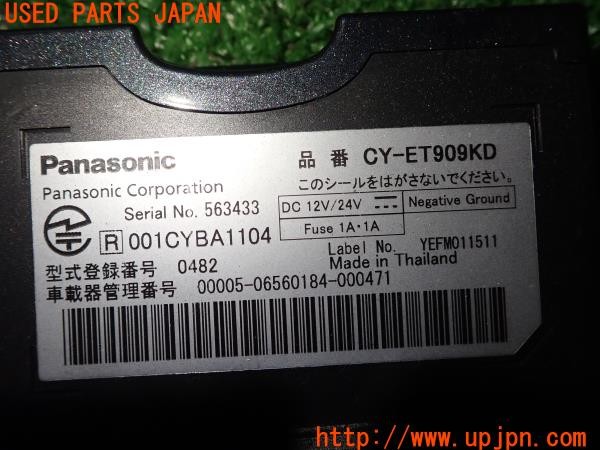 USED PARTS JAPAN
Panasonic
品番 CY-ET909KD
Panasonic Corporation
このシールをはがさないでください。
Serial No. 563433
DC 12V/24V
Negative Ground
Fuse 1A・1A
R 001CYBA1104
Label No. YEFM011511
Made in Thailand
型式登録番号 0482
車載器管理番号 00005-06560184-000471
UPJ http://www.upjpn.com